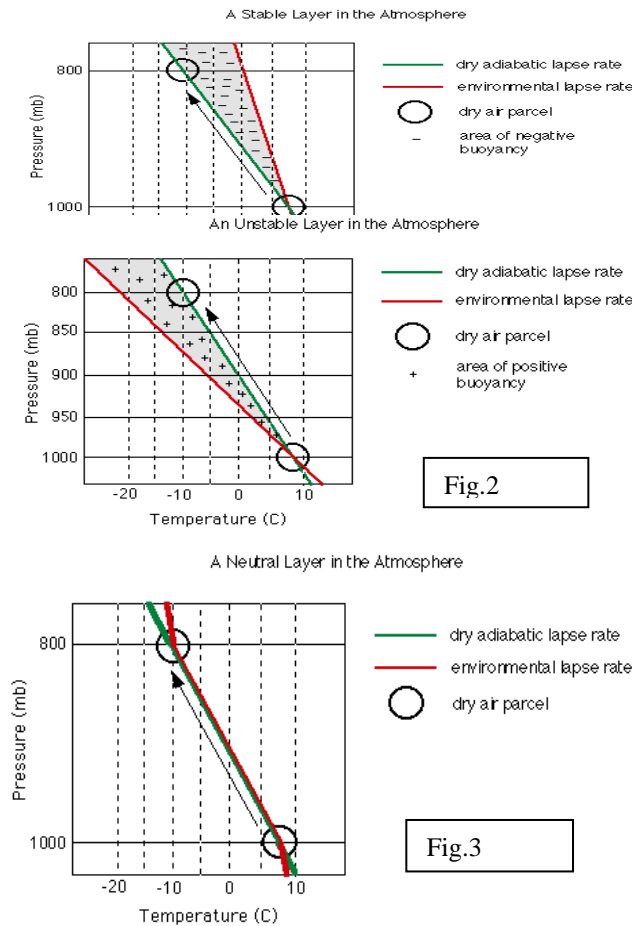 A Stable Layer in the Atmosphere
800
1000
Pressure (mb)
dry adiabatic lapse rate
environmental lapse rate
dry air parcel
– area of negative
buoyancy
An Unstable Layer in the Atmosphere
800
850
900
950
1000
Pressure (mb)
-20 -10 0 10
Temperature (C)
dry adiabatic lapse rate
environmental lapse rate
dry air parcel
+ area of positive
buoyancy
Fig.2
A Neutral Layer in the Atmosphere
800
1000
Pressure (mb)
-20 -10 0 10
Temperature (C)
dry adiabatic lapse rate
environmental lapse rate
dry air parcel
Fig.3